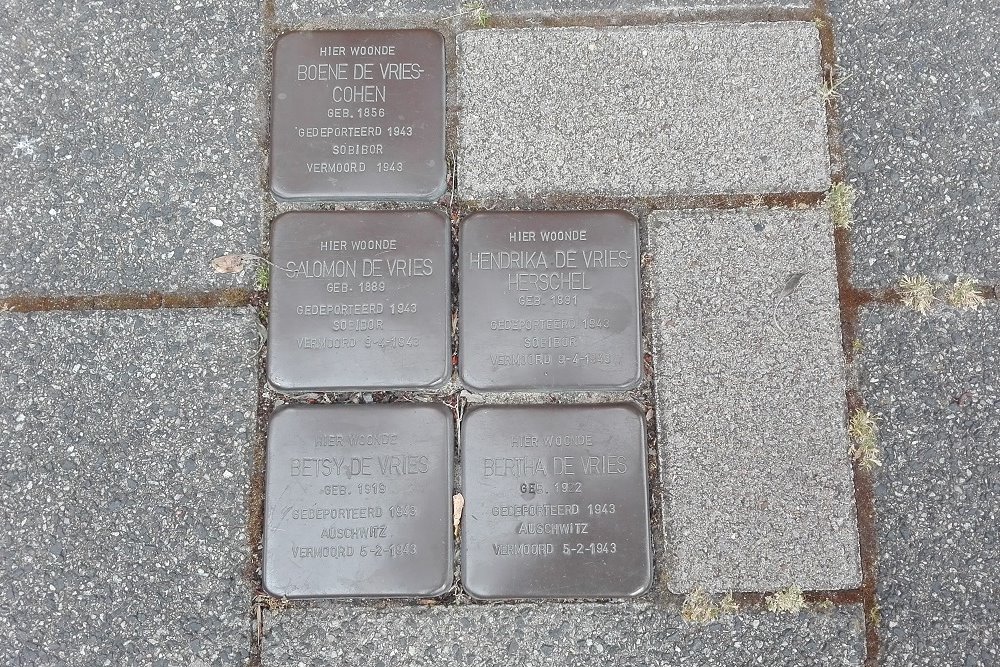 HIER WOONDE
BOENE DE VRIES-
COHEN
GEB. 1856
GEDEPORTEERD 1943
SOBIBOR
VERMOORD 1943
HIER WOONDE
SALOMON DE VRIES
GEB. 1889
GEDEPORTEERD 1943
SOBIBOR
VERMOORD 9-4-1943
HIER WOONDE
HENDRIKA DE VRIES-
HERSCHEL
GEB. 1891
GEDEPORTEERD 1943
SOBIBOR
VERMOORD 9-4-1943
HIER WOONDE
BETSY DE VRIES
GEB. 1919
GEDEPORTEERD 1943
AUSCHWITZ
VERMOORD 5-2-1943
HIER WOONDE
BERTHA DE VRIES
GEB. 1922
GEDEPORTEERD 1943
AUSCHWITZ
VERMOORD 5-2-1943